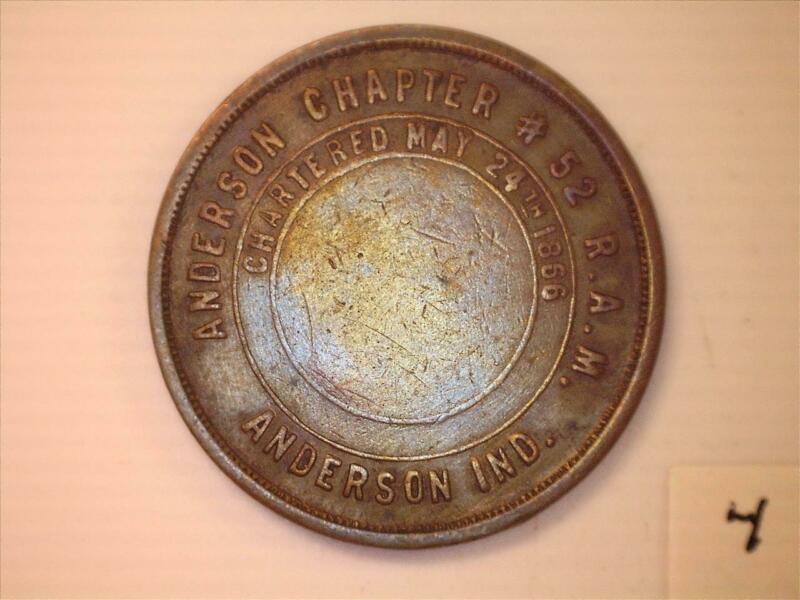 ANDERSON CHAPTER # 52 R.A.M.
CHARTERED MAY 24TH 1866
ANDERSON IND.
4